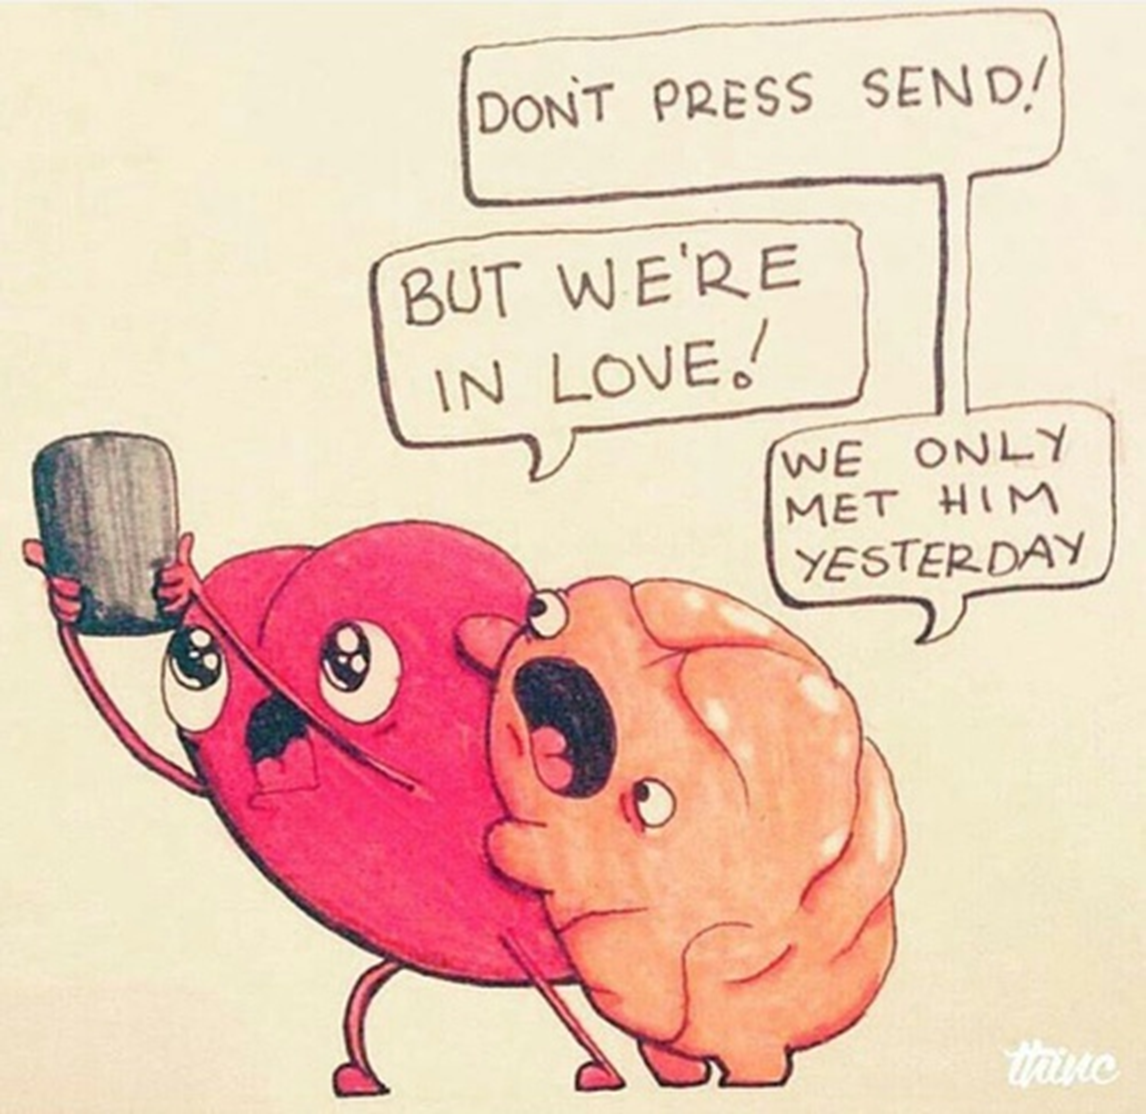 DON'T PRESS SEND!
BUT WE'RE
IN LOVE!
WE ONLY
MET HIM
YESTERDAY
thinc